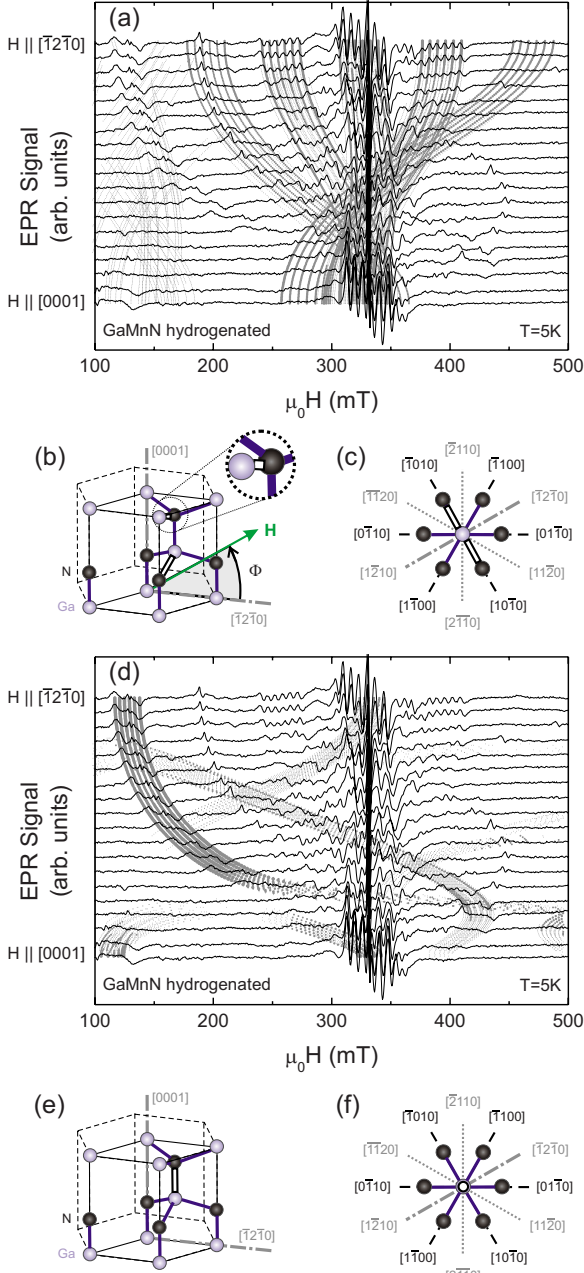 (a)
H || [1̄21̄0]
EPR Signal
(arb. units)
H || [0001]
GaMnN hydrogenated
T=5K
100 200 300 400 500
μ₀H (mT)
(b)
[0001]
H
Φ
N
Ga
[1̄21̄0]
(c)
[2̄110]
[1̄010] [1̄100]
[1̄1̄20] [1̄21̄0]
[01̄10] [011̄0]
[12̄10] [112̄0]
[11̄00] [101̄0]
[21̄1̄0]
(d)
H || [1̄21̄0]
EPR Signal
(arb. units)
H || [0001]
GaMnN hydrogenated
T=5K
100 200 300 400 500
μ₀H (mT)
(e)
[0001]
N
Ga
[1̄21̄0]
(f)
[2̄110]
[1̄010] [1̄100]
[1̄1̄20] [1̄21̄0]
[01̄10] [011̄0]
[12̄10] [112̄0]
[11̄00] [101̄0]